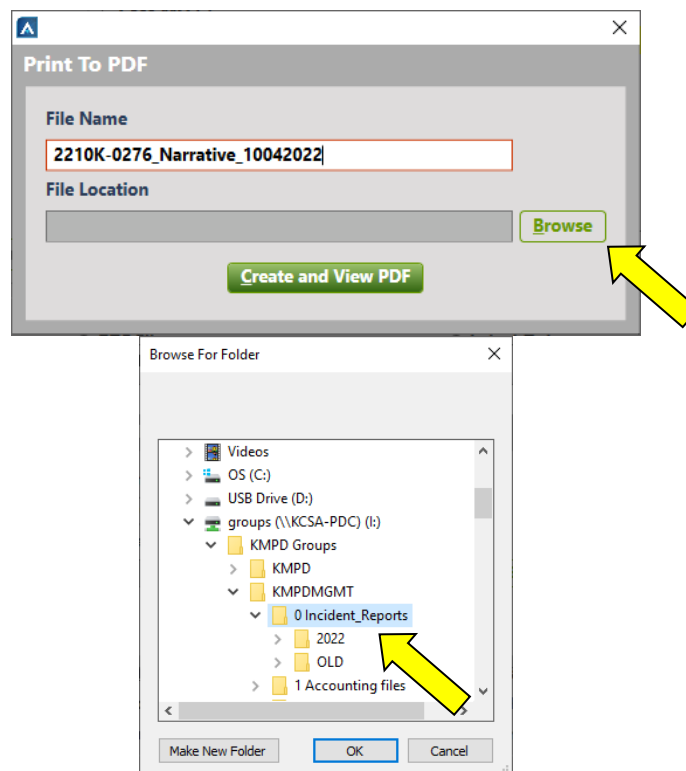 Print To PDF
File Name
2210K-0276_Narrative_10042022
File Location
Browse
Create and View PDF
Browse For Folder
Videos
OS (C:)
USB Drive (D:)
groups (\\KCSA-PDC) (I:)
KMPD Groups
KMPD
KMPDMGMT
0 Incident_Reports
2022
OLD
1 Accounting files
Make New Folder OK Cancel